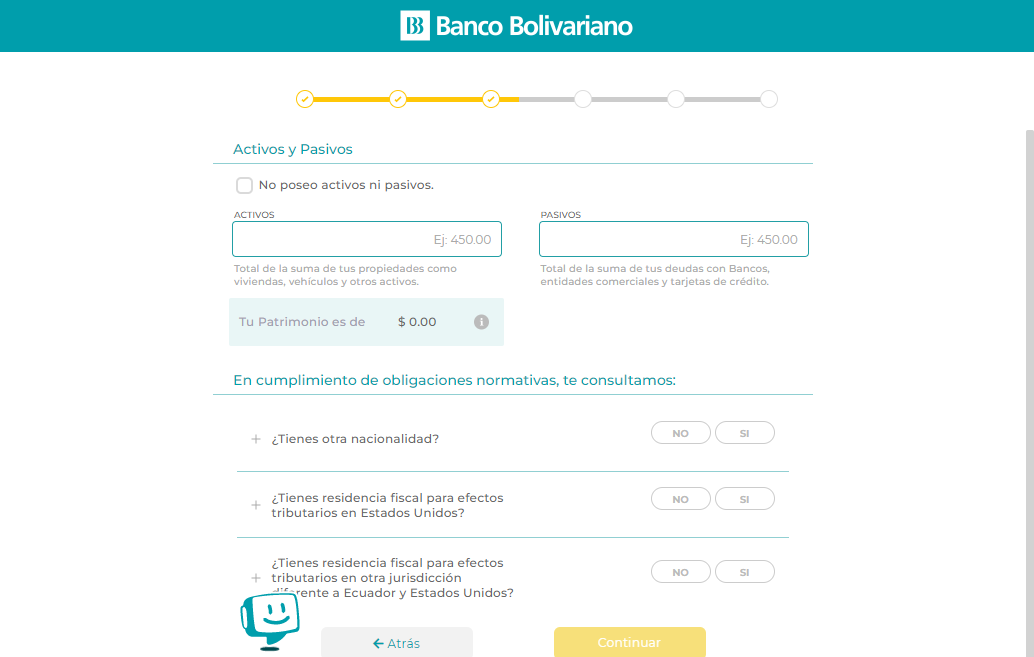 Banco Bolivariano
Activos y Pasivos
No poseo activos ni pasivos.
ACTIVOS
Ej: 450.00
Total de la suma de tus propiedades como
viviendas, vehículos y otros activos.
PASIVOS
Ej: 450.00
Total de la suma de tus deudas con Bancos,
entidades comerciales y tarjetas de crédito.
Tu Patrimonio es de $ 0.00
En cumplimiento de obligaciones normativas, te consultamos:
¿Tienes otra nacionalidad?
NO SI
¿Tienes residencia fiscal para efectos
tributarios en Estados Unidos?
NO SI
¿Tienes residencia fiscal para efectos
tributarios en otra jurisdicción
diferente a Ecuador y Estados Unidos?
NO SI
Atrás
Continuar